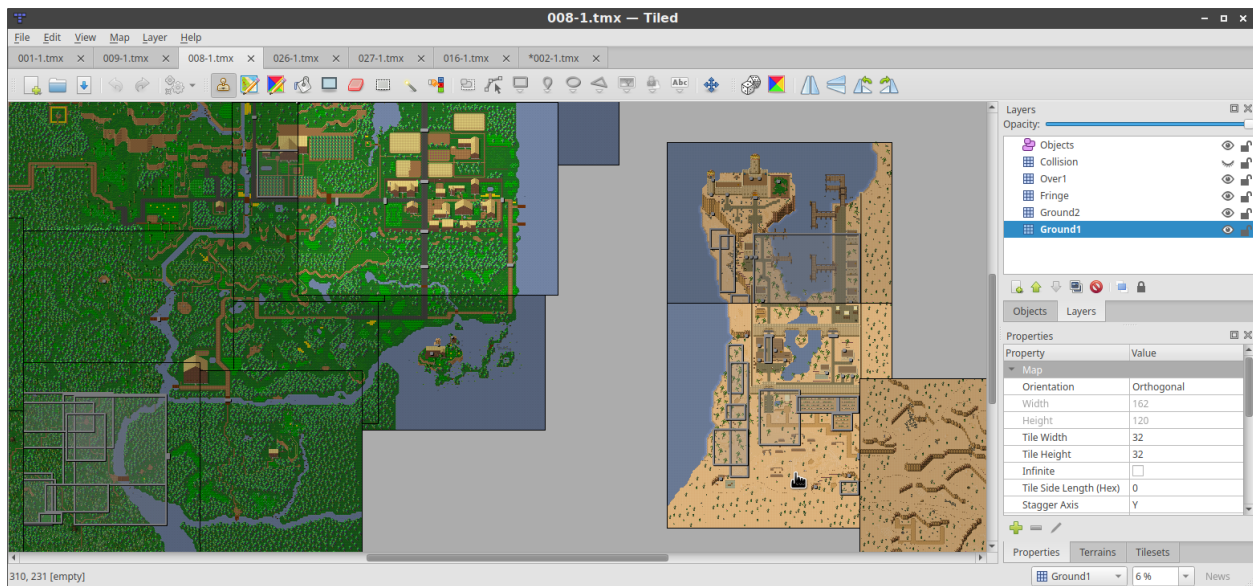 008-1.tmx — Tiled
File Edit View Map Layer Help
001-1.tmx 009-1.tmx 008-1.tmx 026-1.tmx 027-1.tmx 016-1.tmx *002-1.tmx
Abc
Layers
Opacity:
Objects
Collision
Over1
Fringe
Ground2
Ground1
Objects Layers
Properties
Property Value
Map
Orientation Orthogonal
Width 162
Height 120
Tile Width 32
Tile Height 32
Infinite
Tile Side Length (Hex) 0
Stagger Axis Y
Properties Terrains Tilesets
310, 231 [empty]
Ground1 6 % News